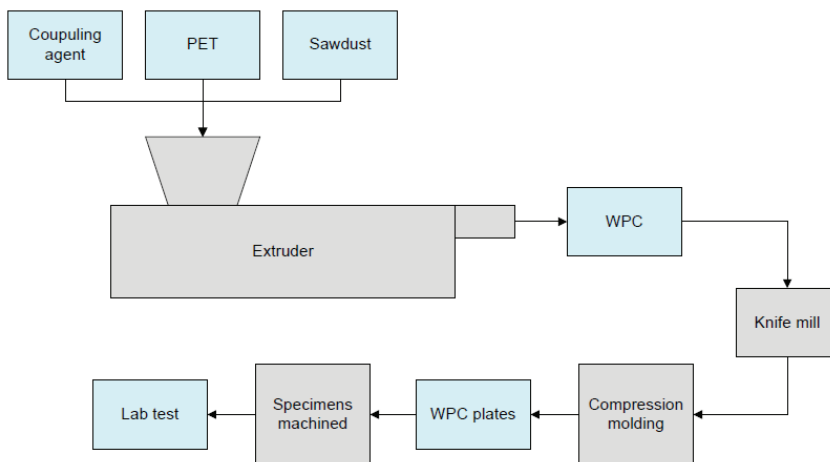 Coupuling
agent
PET
Sawdust
Extruder
WPC
Knife mill
Lab test
Specimens
machined
WPC plates
Compression
molding